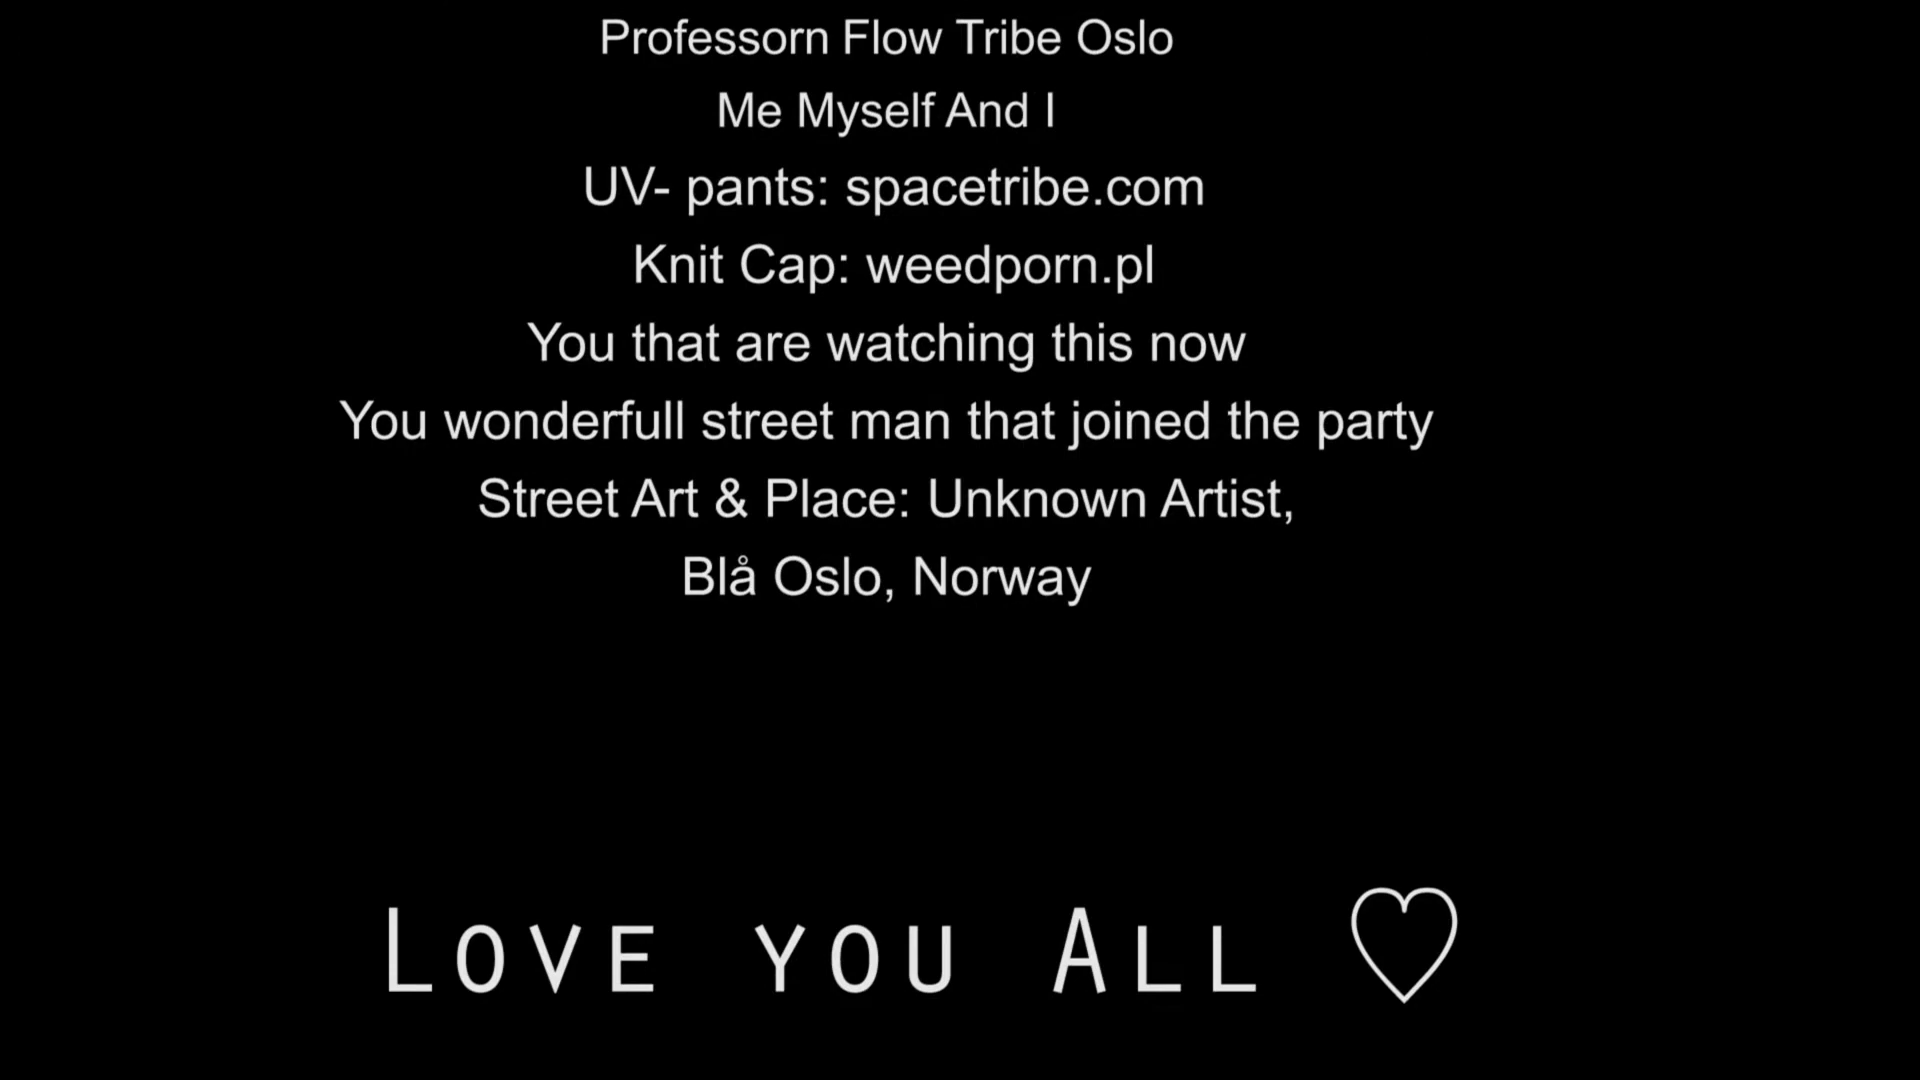 Professorn Flow Tribe Oslo
Me Myself And I
UV- pants: spacetribe.com
Knit Cap: weedporn.pl
You that are watching this now
You wonderfull street man that joined the party
Street Art & Place: Unknown Artist,
Blå Oslo, Norway
LOVE YOU ALL ♡